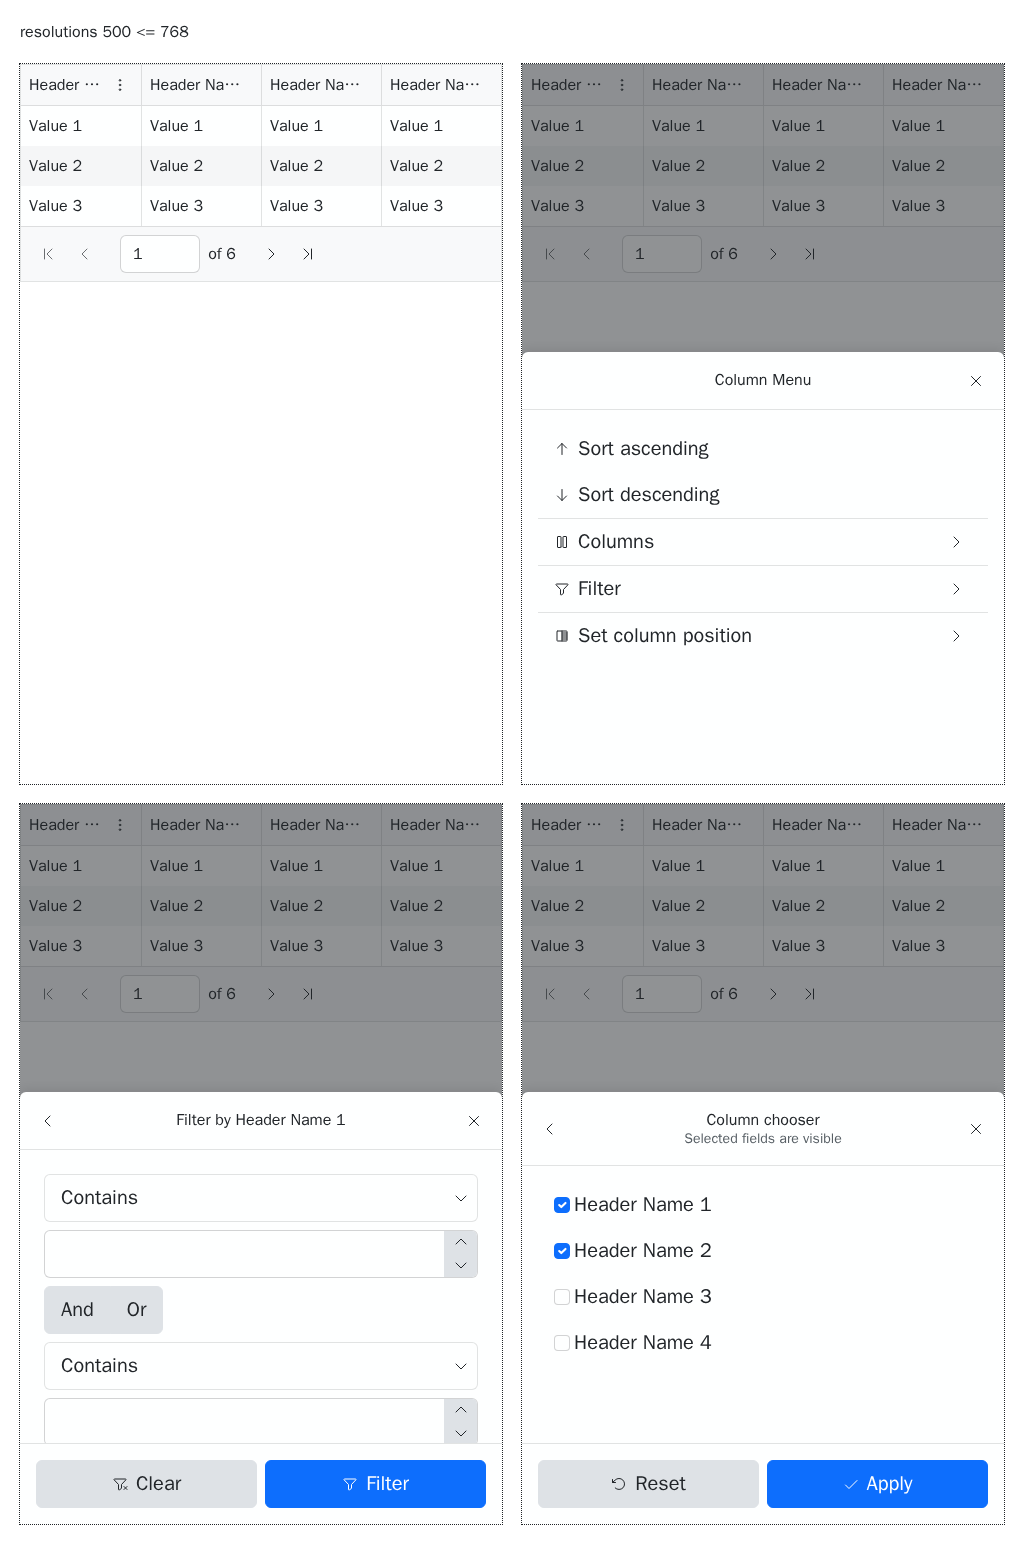 resolutions 500 <= 768
Header ··· Header Na··· Header Na··· Header Na···
Value 1 Value 1 Value 1 Value 1
Value 2 Value 2 Value 2 Value 2
Value 3 Value 3 Value 3 Value 3
1 of 6
Header ··· Header Na··· Header Na··· Header Na···
Value 1 Value 1 Value 1 Value 1
Value 2 Value 2 Value 2 Value 2
Value 3 Value 3 Value 3 Value 3
1 of 6
Column Menu
Sort ascending
Sort descending
Columns
Filter
Set column position
Header ··· Header Na··· Header Na··· Header Na···
Value 1 Value 1 Value 1 Value 1
Value 2 Value 2 Value 2 Value 2
Value 3 Value 3 Value 3 Value 3
1 of 6
Filter by Header Name 1
Contains
And Or
Contains
Clear Filter
Header ··· Header Na··· Header Na··· Header Na···
Value 1 Value 1 Value 1 Value 1
Value 2 Value 2 Value 2 Value 2
Value 3 Value 3 Value 3 Value 3
1 of 6
Column chooser
Selected fields are visible
Header Name 1
Header Name 2
Header Name 3
Header Name 4
Reset Apply